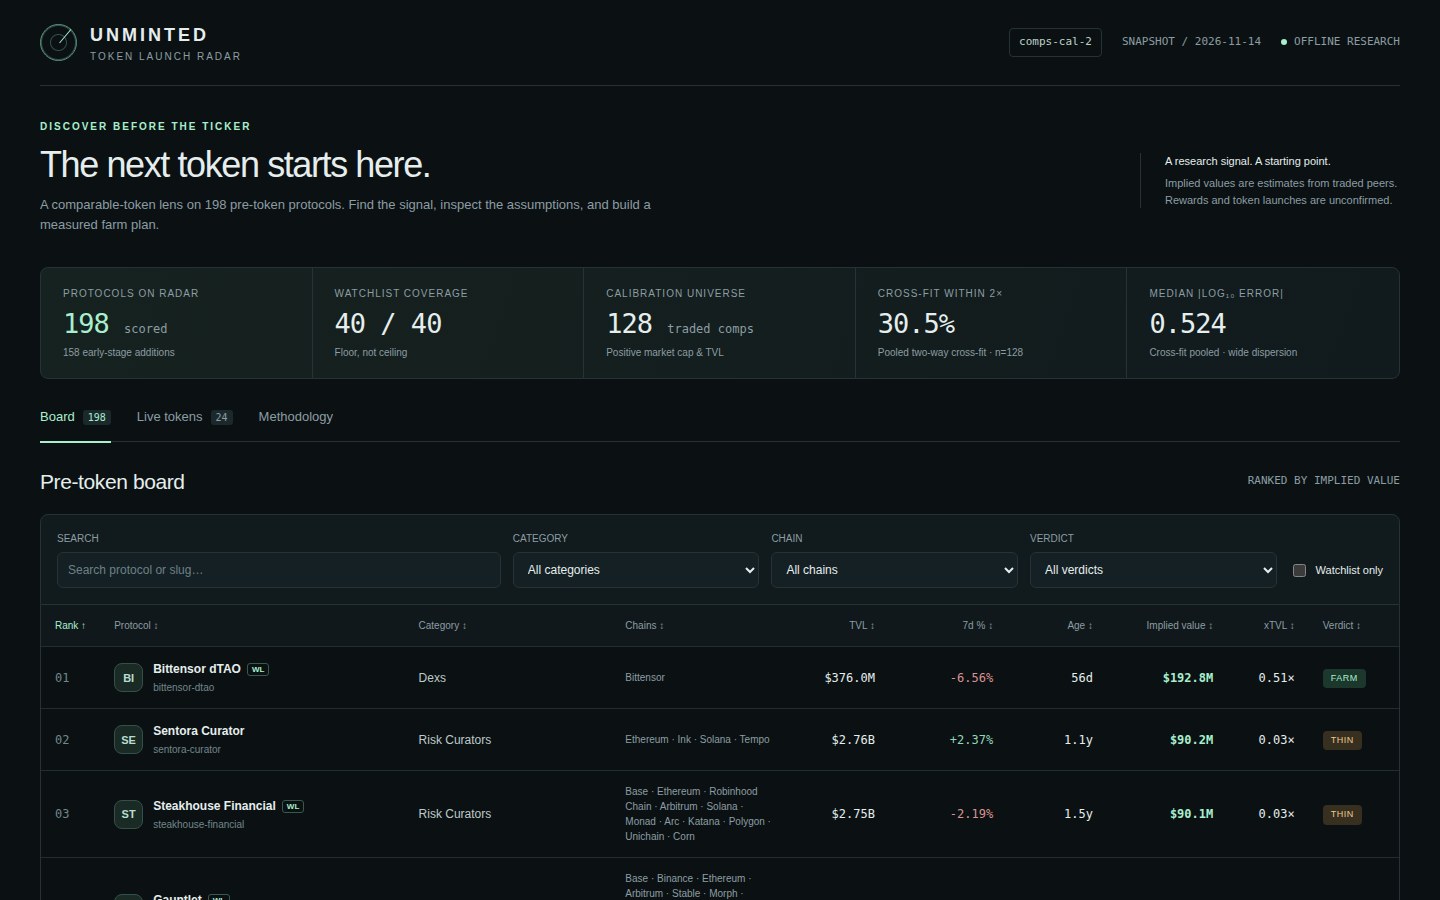 UNMINTED
TOKEN LAUNCH RADAR
comps-cal-2
SNAPSHOT / 2026-11-14
OFFLINE RESEARCH
DISCOVER BEFORE THE TICKER
The next token starts here.
A comparable-token lens on 198 pre-token protocols. Find the signal, inspect the assumptions, and build a
measured farm plan.
A research signal. A starting point.
Implied values are estimates from traded peers.
Rewards and token launches are unconfirmed.
PROTOCOLS ON RADAR
198 scored
158 early-stage additions
WATCHLIST COVERAGE
40 / 40
Floor, not ceiling
CALIBRATION UNIVERSE
128 traded comps
Positive market cap & TVL
CROSS-FIT WITHIN 2×
30.5%
Pooled two-way cross-fit · n=128
MEDIAN |LOG₁₀ ERROR|
0.524
Cross-fit pooled · wide dispersion
Board 198
Live tokens 24
Methodology
Pre-token board
RANKED BY IMPLIED VALUE
SEARCH
Search protocol or slug…
CATEGORY
All categories
CHAIN
All chains
VERDICT
All verdicts
Watchlist only
Rank ↑ Protocol ↕ Category ↕ Chains ↕ TVL ↕ 7d % ↕ Age ↕ Implied value ↕ xTVL ↕ Verdict ↕
01 BI Bittensor dTAO WL
bittensor-dtao
Dexs Bittensor $376.0M -6.56% 56d $192.8M 0.51× FARM
02 SE Sentora Curator
sentora-curator
Risk Curators Ethereum · Ink · Solana · Tempo $2.76B +2.37% 1.1y $90.2M 0.03× THIN
03 ST Steakhouse Financial WL
steakhouse-financial
Risk Curators
Base · Ethereum · Robinhood
Chain · Arbitrum · Solana ·
Monad · Arc · Katana · Polygon ·
Unichain · Corn
$2.75B -2.19% 1.5y $90.1M 0.03× THIN
Gauntlet WL
Base · Binance · Ethereum ·
Arbitrum · Stable · Morph ·